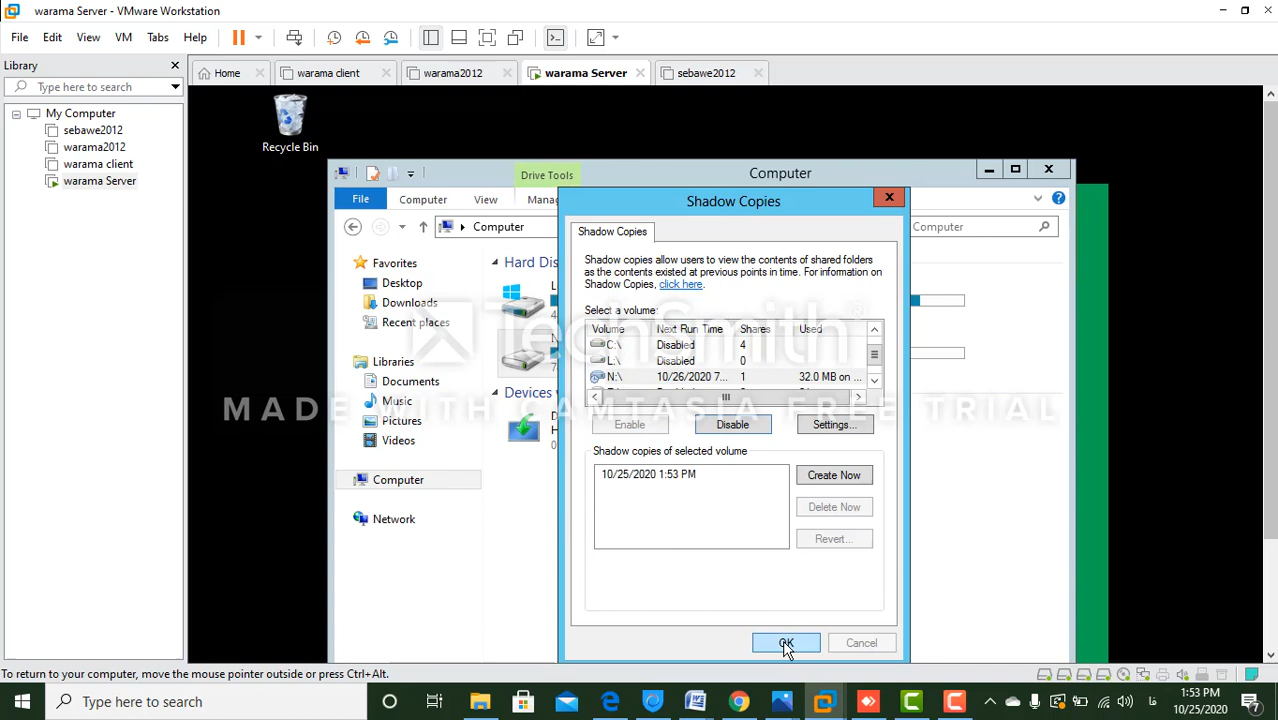 warama Server - VMware Workstation
File Edit View VM Tabs Help
Library
Type here to search
My Computer
sebawe2012
warama2012
warama client
warama Server
Home
warama client
warama2012
warama Server
sebawe2012
Recycle Bin
Drive Tools
Computer
File Computer View Manag
Computer
Computer
Favorites
Desktop
Downloads
Recent places
Libraries
Documents
Music
Pictures
Videos
Computer
Network
Hard Dis
Devices
Shadow Copies
Shadow Copies
Shadow copies allow users to view the contents of shared folders
as the contents existed at previous points in time. For information on
Shadow Copies, click here.
Select a volume:
Volume Next Run Time Shares Used
C:\ Disabled 4
L:\ Disabled 0
N:\ 10/26/2020 7... 1 32.0 MB on ...
Enable Disable Settings...
Shadow copies of selected volume
10/25/2020 1:53 PM
Create Now
Delete Now
Revert...
OK Cancel
TechSmith
MADE WITH CAMTASIA FREE TRIAL
To return to your computer, move the mouse pointer outside or press Ctrl+Alt.
Type here to search
1:53 PM
10/25/2020